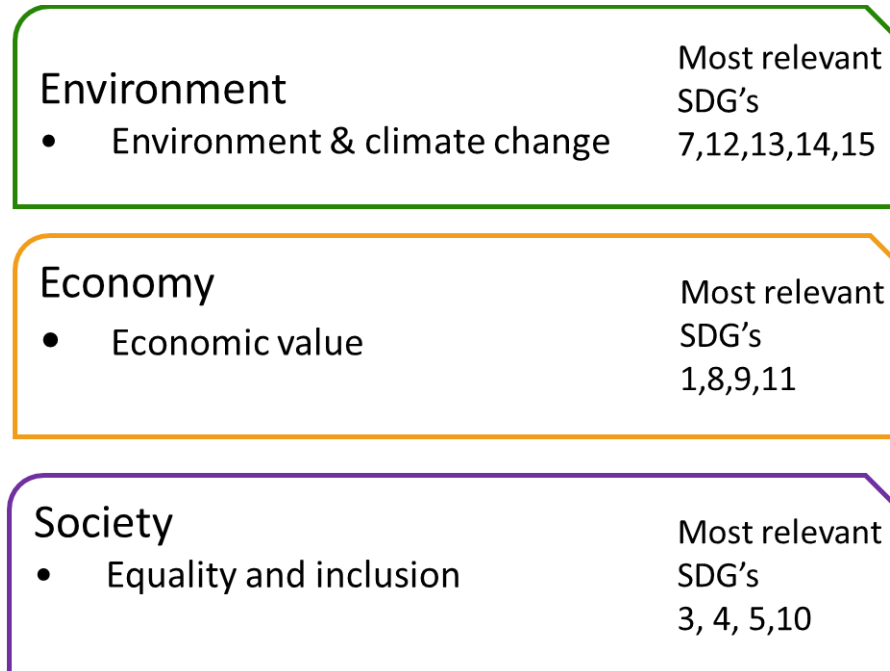 Environment
• Environment & climate change
Most relevant
SDG's
7,12,13,14,15
Economy
• Economic value
Most relevant
SDG's
1,8,9,11
Society
• Equality and inclusion
Most relevant
SDG's
3, 4, 5,10